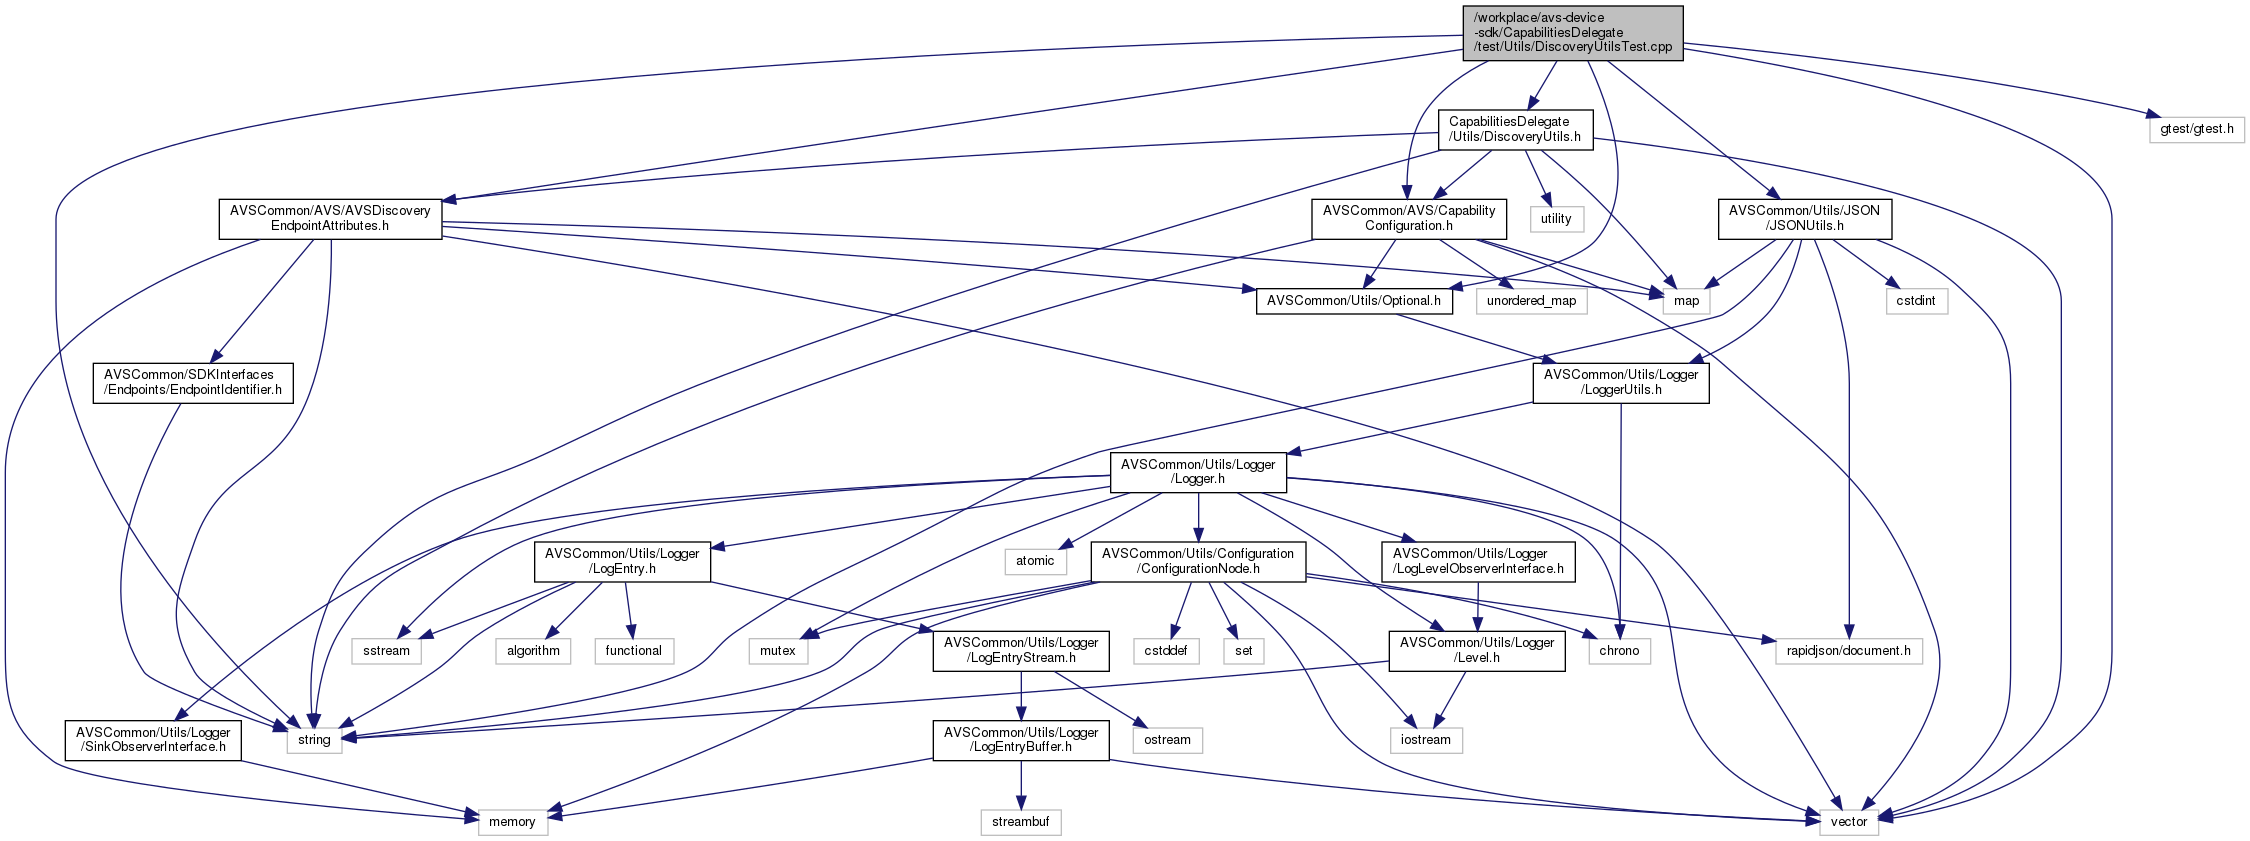 /workplace/avs-device
-sdk/CapabilitiesDelegate
/test/Utils/DiscoveryUtilsTest.cpp
CapabilitiesDelegate
/Utils/DiscoveryUtils.h
gtest/gtest.h
AVSCommon/AVS/AVSDiscovery
EndpointAttributes.h
AVSCommon/AVS/Capability
Configuration.h
utility
AVSCommon/Utils/JSON
/JSONUtils.h
AVSCommon/Utils/Optional.h
unordered_map
map
cstdint
AVSCommon/SDKInterfaces
/Endpoints/EndpointIdentifier.h
AVSCommon/Utils/Logger
/LoggerUtils.h
AVSCommon/Utils/Logger
/Logger.h
AVSCommon/Utils/Logger
/LogEntry.h
atomic
AVSCommon/Utils/Configuration
/ConfigurationNode.h
AVSCommon/Utils/Logger
/LogLevelObserverInterface.h
sstream
algorithm
functional
mutex
AVSCommon/Utils/Logger
/LogEntryStream.h
cstddef
set
AVSCommon/Utils/Logger
/Level.h
chrono
rapidjson/document.h
AVSCommon/Utils/Logger
/SinkObserverInterface.h
string
AVSCommon/Utils/Logger
/LogEntryBuffer.h
ostream
iostream
memory
streambuf
vector